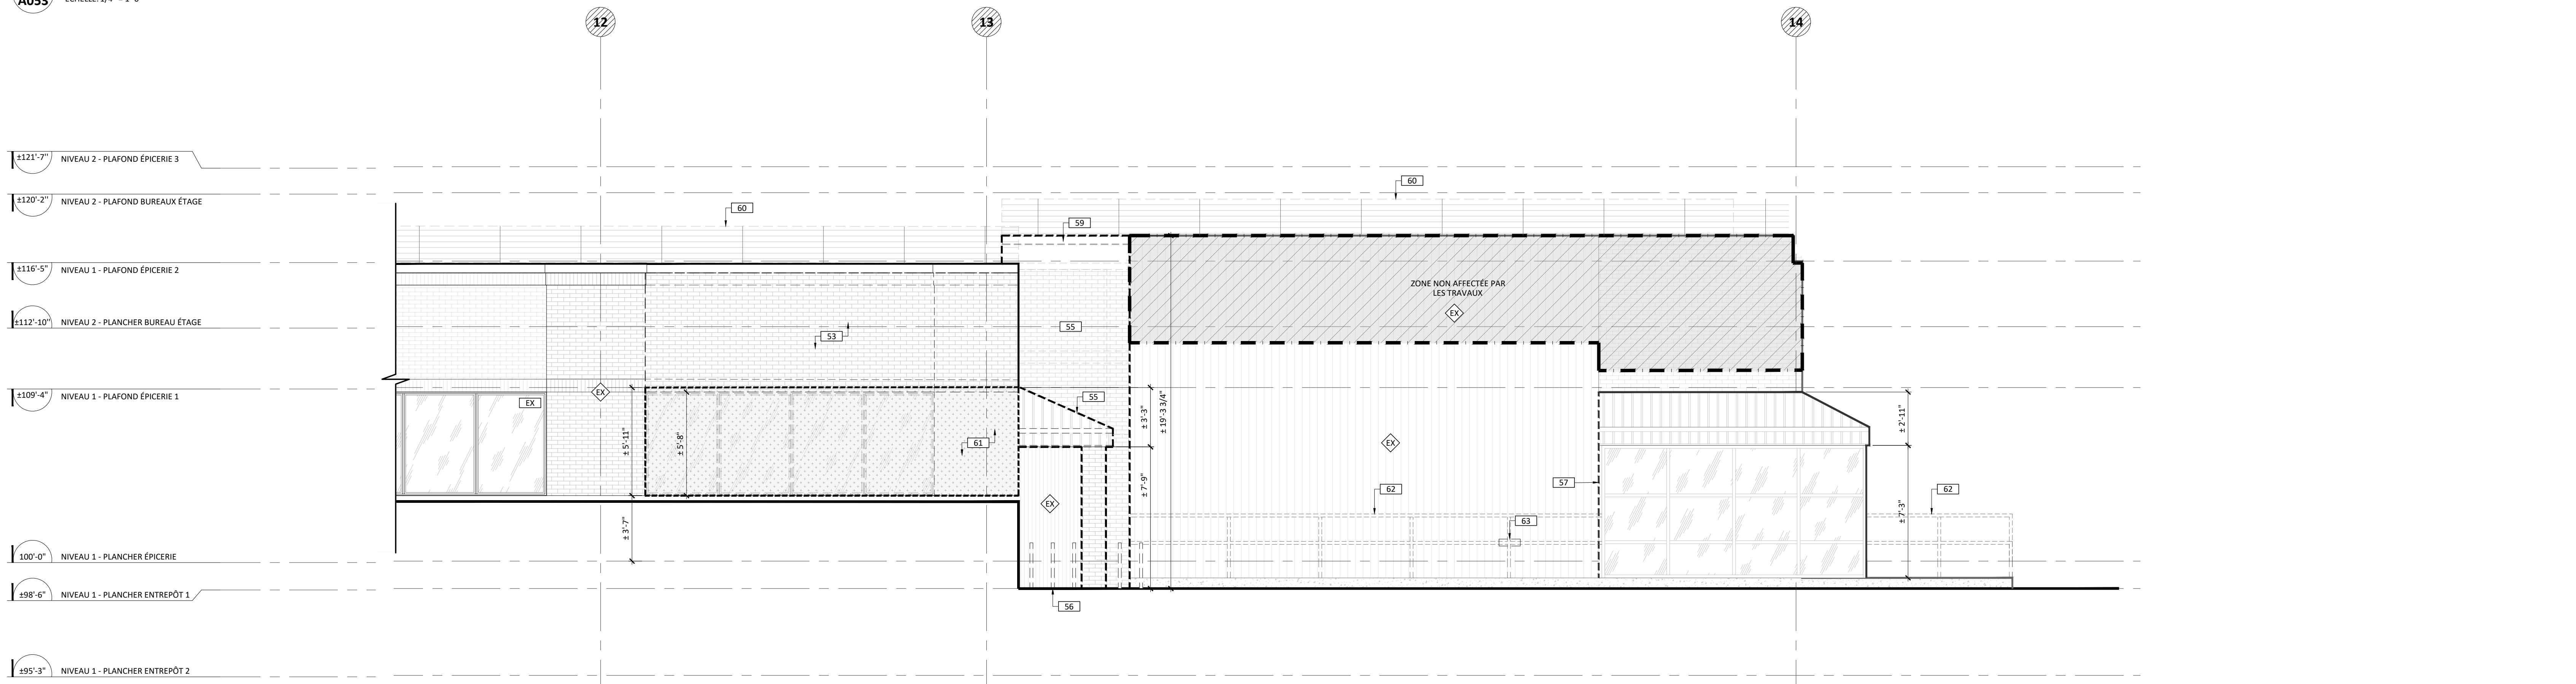 A053
12
13
14
±121'-7"
NIVEAU 2 - PLAFOND ÉPICERIE 3
60
±120'-2"
NIVEAU 2 - PLAFOND BUREAUX ÉTAGE
60
59
±116'-5"
NIVEAU 1 - PLAFOND ÉPICERIE 2
ZONE NON AFFECTÉE PAR
LES TRAVAUX
EX
±112'-10"
NIVEAU 2 - PLANCHER BUREAU ÉTAGE
53
55
±109'-4"
NIVEAU 1 - PLAFOND ÉPICERIE 1
EX
EX
55
± 5'-11"
± 5'-8"
61
± 3'-3"
± 19'-3 3/4"
EX
± 2'-11"
57
62
62
± 7'-9"
EX
63
± 7'-3"
± 3'-7"
100'-0"
NIVEAU 1 - PLANCHER ÉPICERIE
±98'-6"
NIVEAU 1 - PLANCHER ENTREPÔT 1
56
±95'-3"
NIVEAU 1 - PLANCHER ENTREPÔT 2